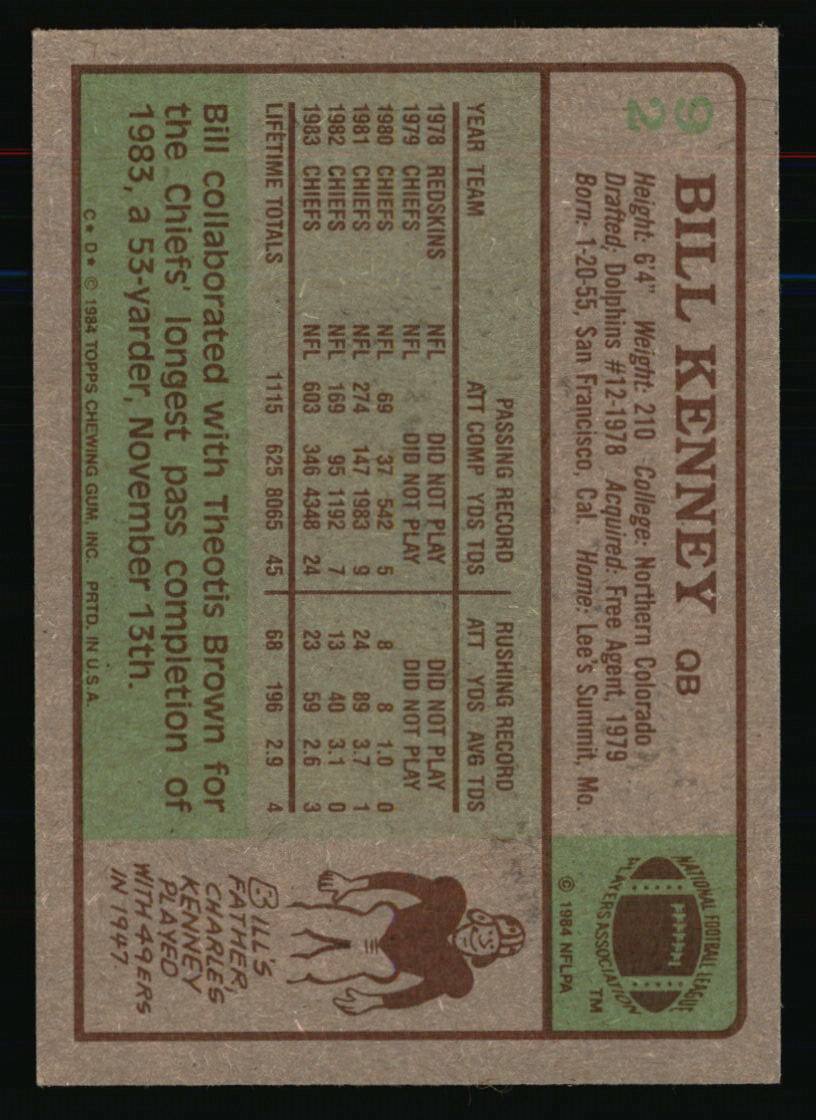 92
BILL KENNEY QB
Height: 6'4" Weight: 210 College: Northern Colorado
Drafted: Dolphins #12-1978 Acquired: Free Agent, 1979
Born: 1-20-55, San Francisco, Cal. Home: Lee's Summit, Mo.
NATIONAL FOOTBALL LEAGUE
PLAYERS ASSOCIATION
TM
© 1984 NFLPA
PASSING RECORD RUSHING RECORD
YEAR TEAM ATT COMP YDS TDS ATT YDS AVG TDS
1978 REDSKINS NFL DID NOT PLAY DID NOT PLAY
1979 CHIEFS NFL DID NOT PLAY DID NOT PLAY
1980 CHIEFS NFL 69 37 542 5 8 8 1.0 0
1981 CHIEFS NFL 274 147 1983 9 24 89 3.7 1
1982 CHIEFS NFL 169 95 1192 7 13 40 3.1 0
1983 CHIEFS NFL 603 346 4348 24 23 59 2.6 3
LIFETIME TOTALS 1115 625 8065 45 68 196 2.9 4
Bill collaborated with Theotis Brown for
the Chiefs' longest pass completion of
1983, a 53-yarder, November 13th.
C★ D★ © 1984 TOPPS CHEWING GUM, INC. PRTD. IN U.S.A.
BILL'S
FATHER,
CHARLES
KENNEY
PLAYED
WITH 49ERS
IN 1947.